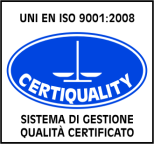 UNI EN ISO 9001:2008
CERTIQUALITY
SISTEMA DI GESTIONE
QUALITÀ CERTIFICATO